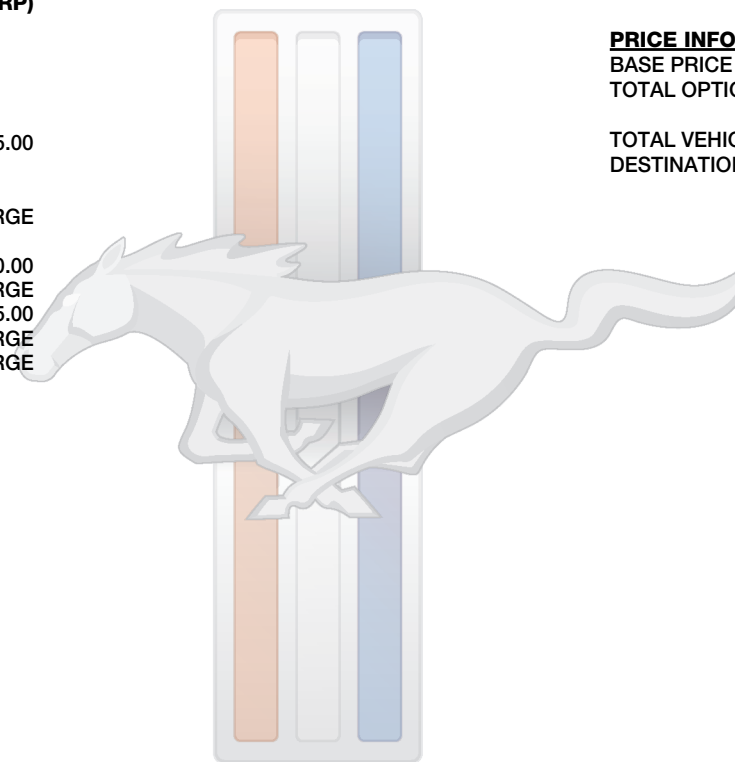 RP)
5.00
RGE
0.00
RGE
5.00
RGE
RGE
PRICE INFO
BASE PRICE
TOTAL OPTIO
TOTAL VEHIC
DESTINATION